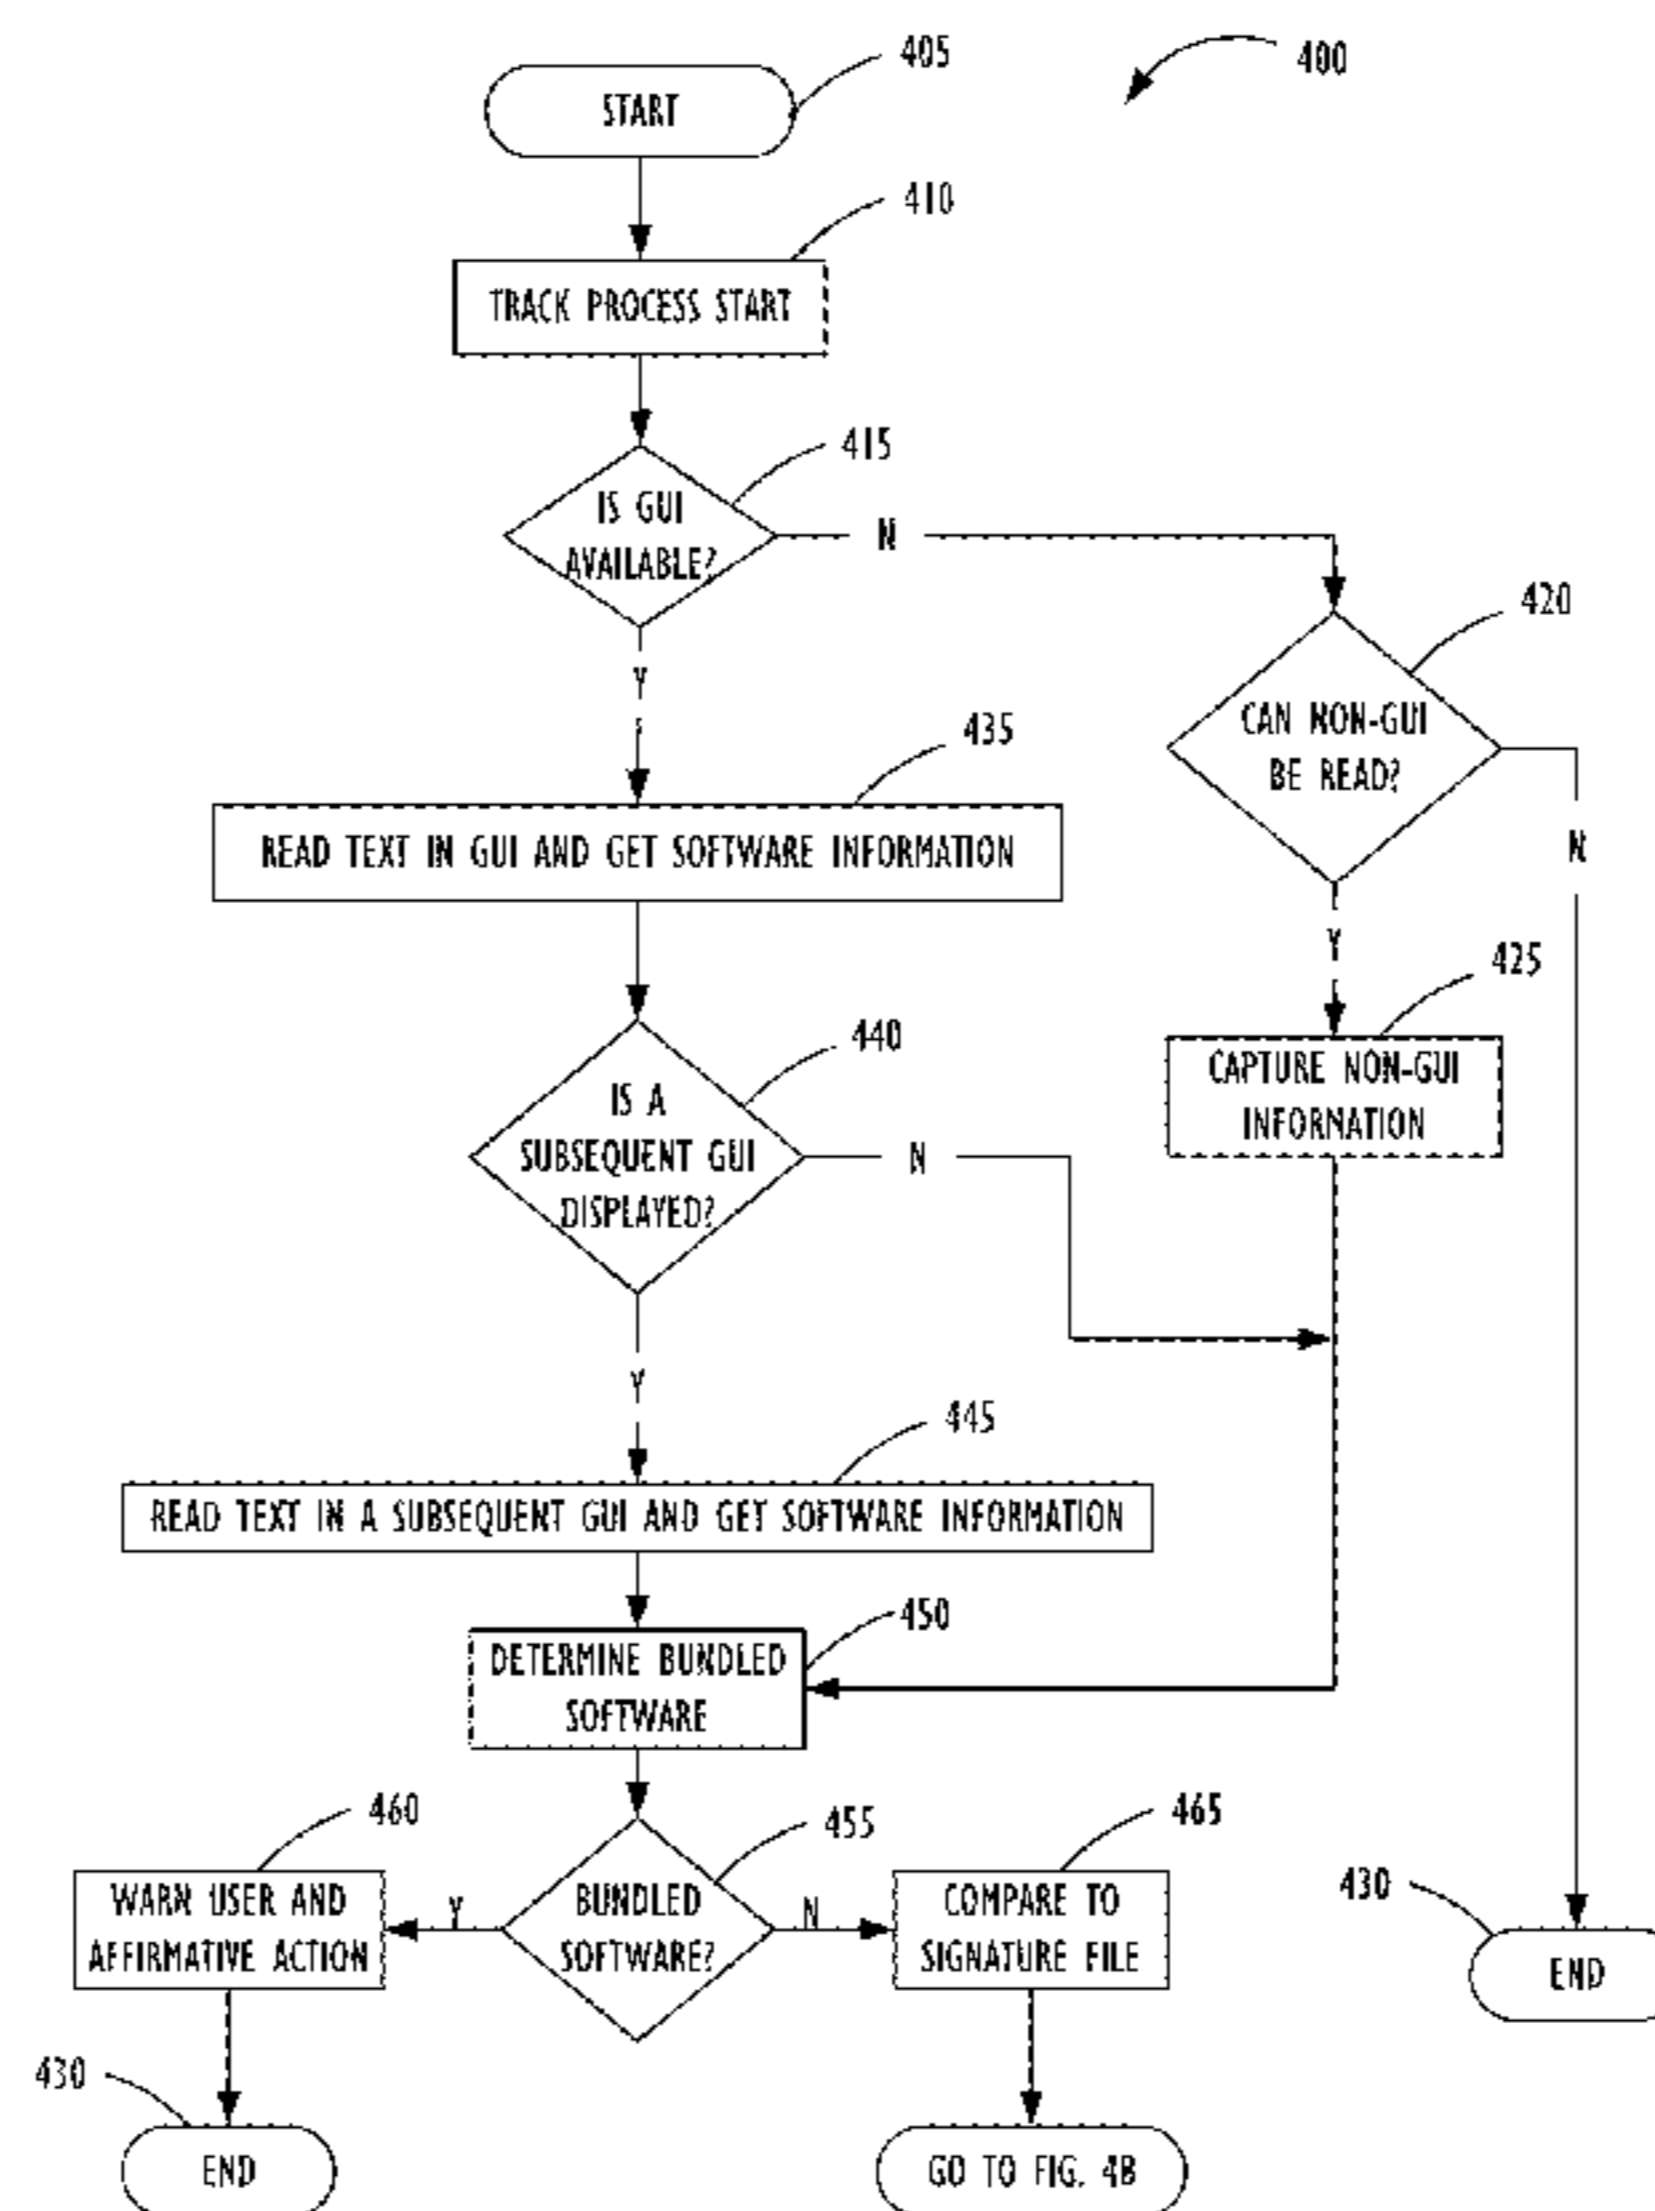 405
400
START
410
TRACK PROCESS START
415
IS GUI
AVAILABLE?
N
420
Y
CAN NON-GUI
BE READ?
435
N
READ TEXT IN GUI AND GET SOFTWARE INFORMATION
Y
425
440
CAPTURE NON-GUI
INFORMATION
IS A
SUBSEQUENT GUI
DISPLAYED?
N
Y
445
READ TEXT IN A SUBSEQUENT GUI AND GET SOFTWARE INFORMATION
450
DETERMINE BUNDLED
SOFTWARE
460
455
465
430
WARN USER AND
AFFIRMATIVE ACTION
Y
BUNDLED
SOFTWARE?
N
COMPARE TO
SIGNATURE FILE
END
430
END
GO TO FIG. 4B